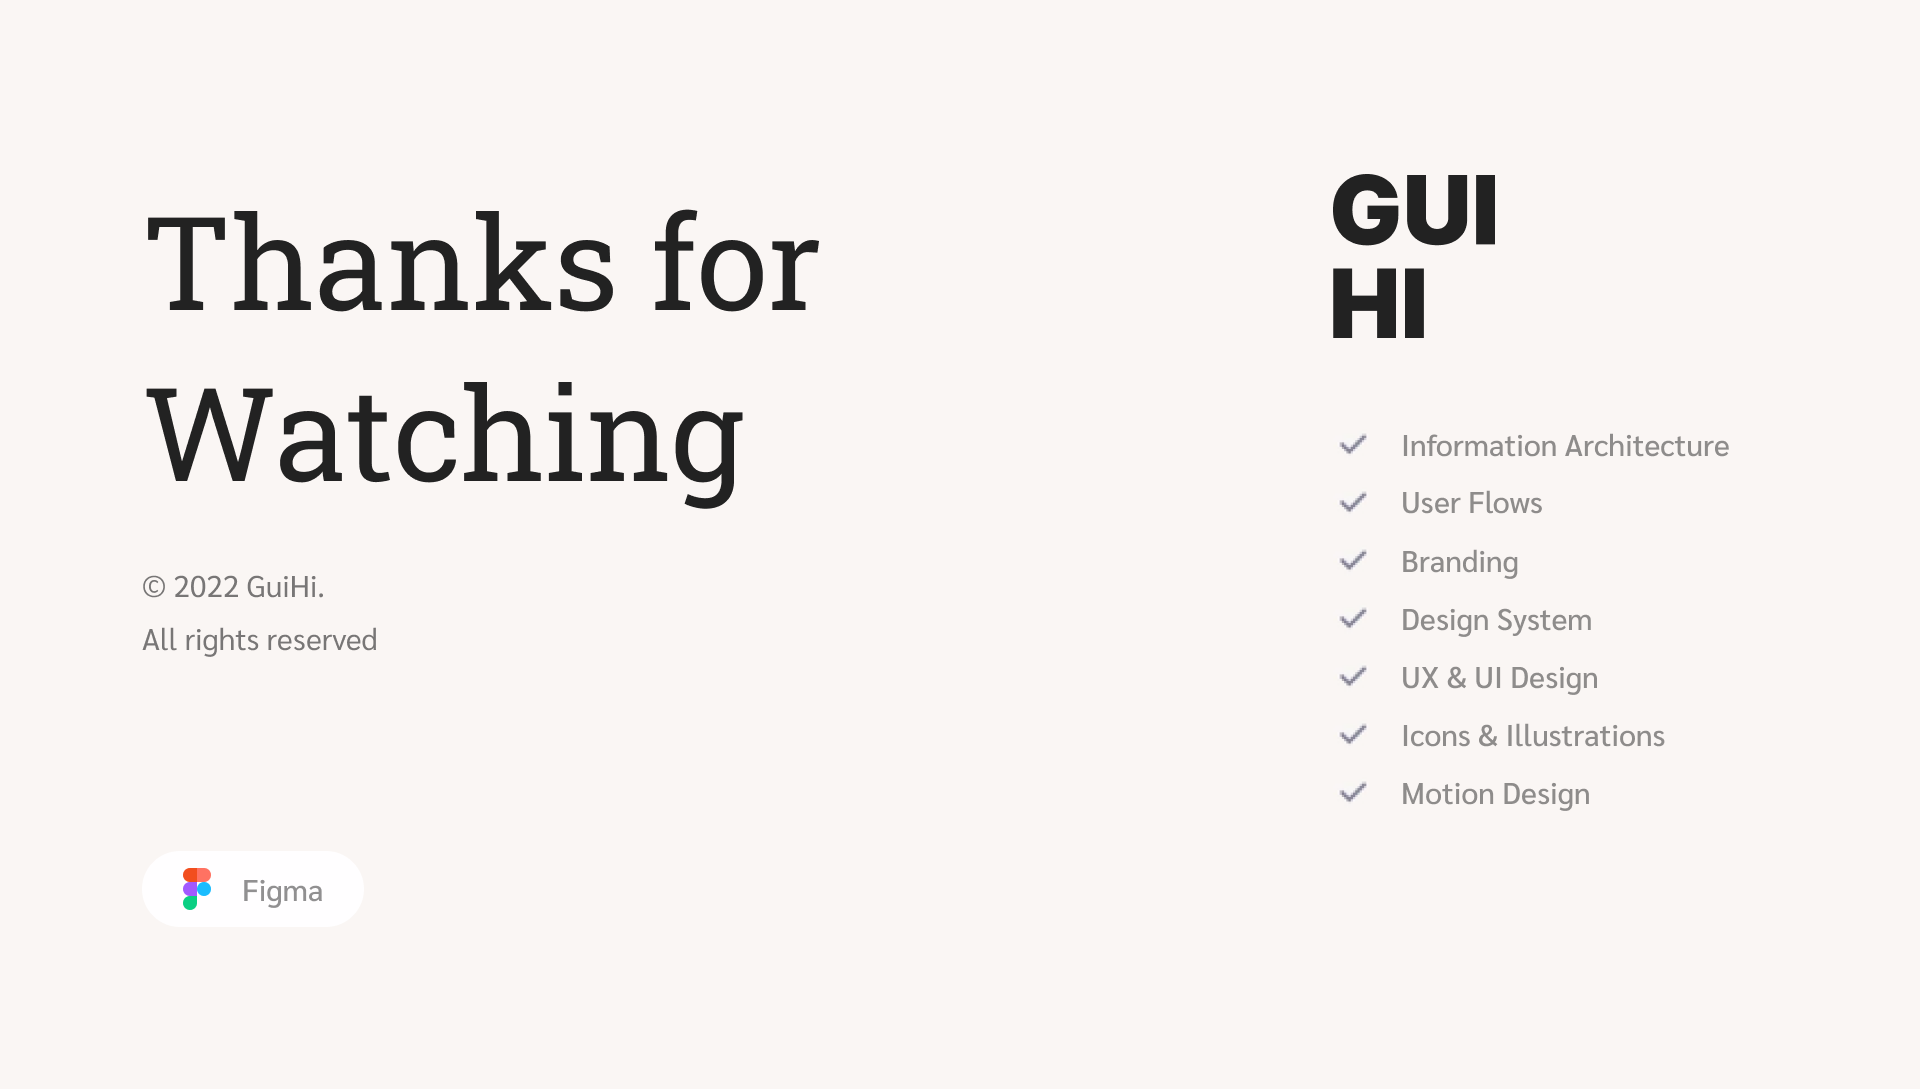 Thanks for
Watching
© 2022 GuiHi.
All rights reserved
Figma
GUI
HI
Information Architecture
User Flows
Branding
Design System
UX & UI Design
Icons & Illustrations
Motion Design